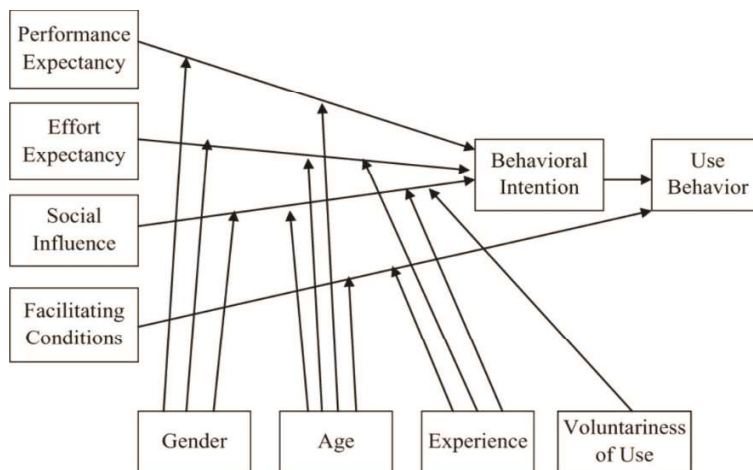 Performance
Expectancy
Effort
Expectancy
Social
Influence
Facilitating
Conditions
Behavioral
Intention
Use
Behavior
Gender
Age
Experience
Voluntariness
of Use